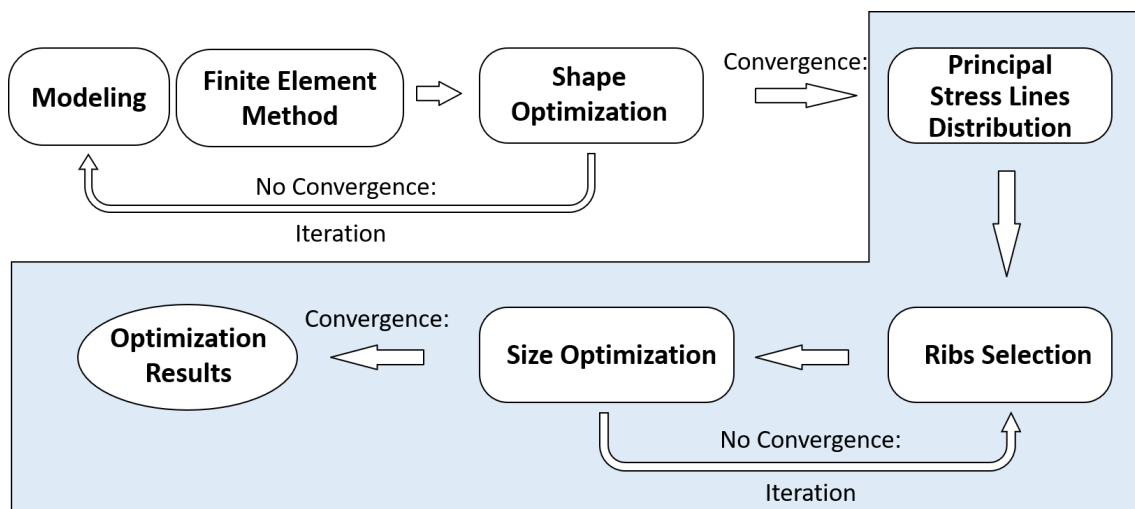 Modeling
Finite Element
Method
Shape
Optimization
Convergence:
Principal
Stress Lines
Distribution
No Convergence:
Iteration
Optimization
Results
Convergence:
Size Optimization
Ribs Selection
No Convergence:
Iteration